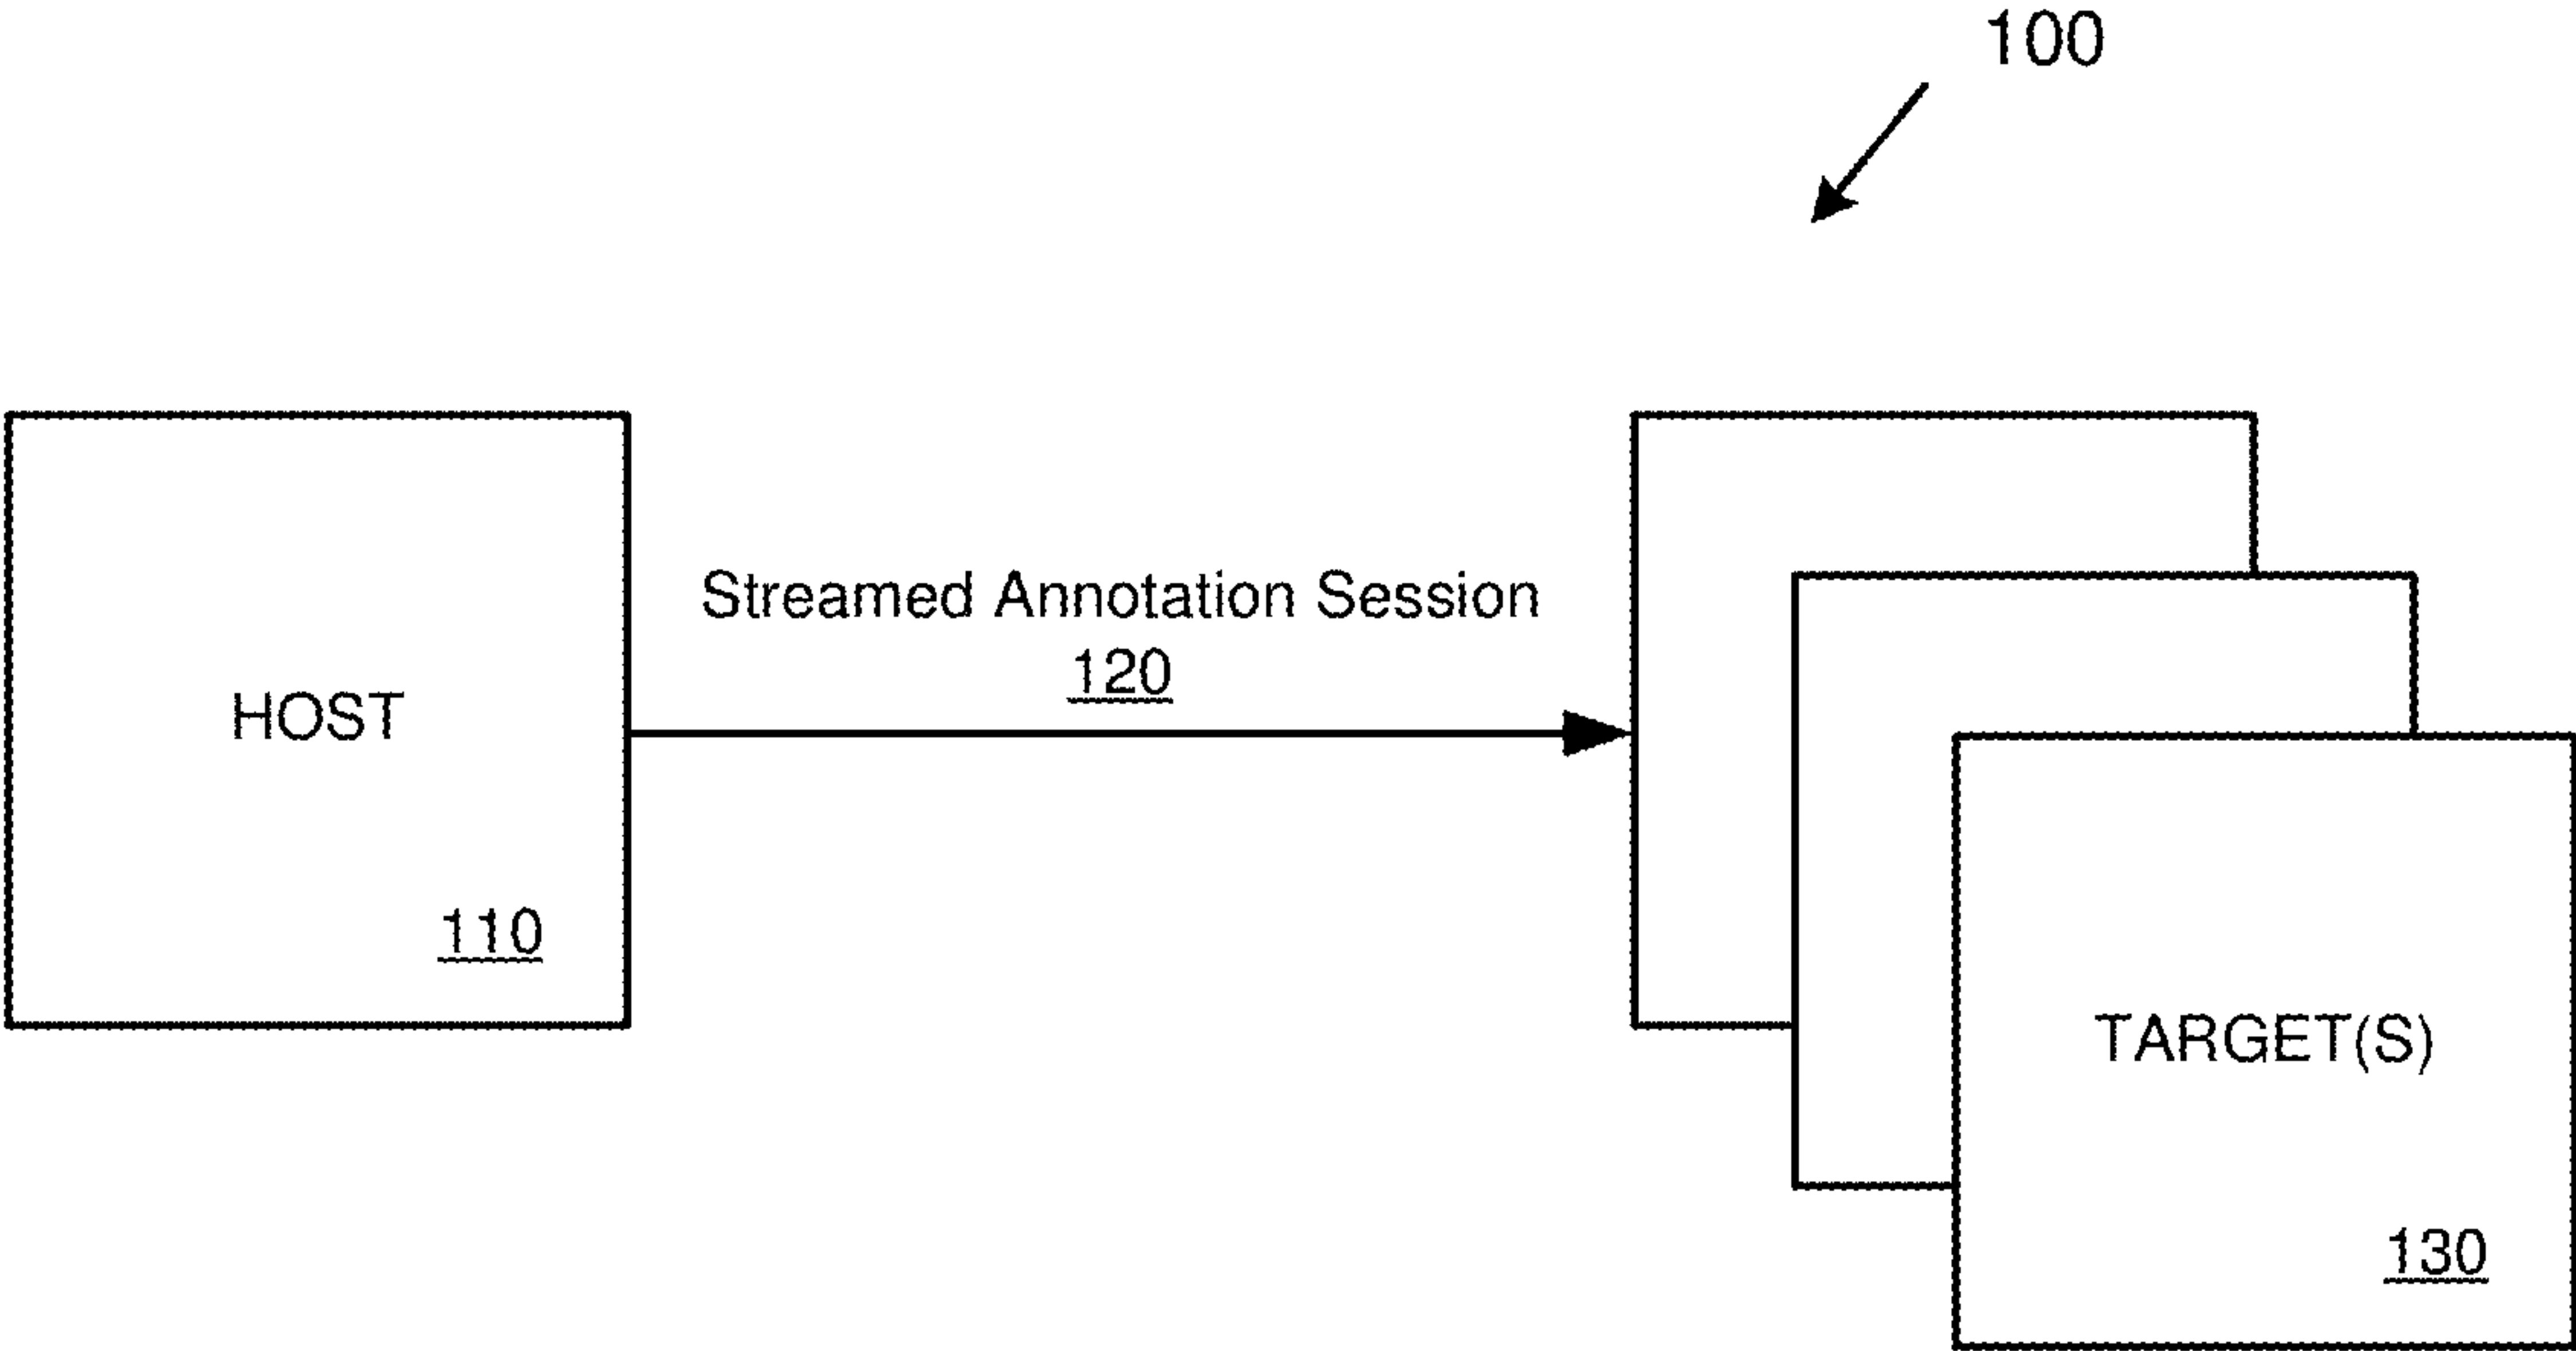 100
Streamed Annotation Session
120
HOST
110
TARGET(S)
130